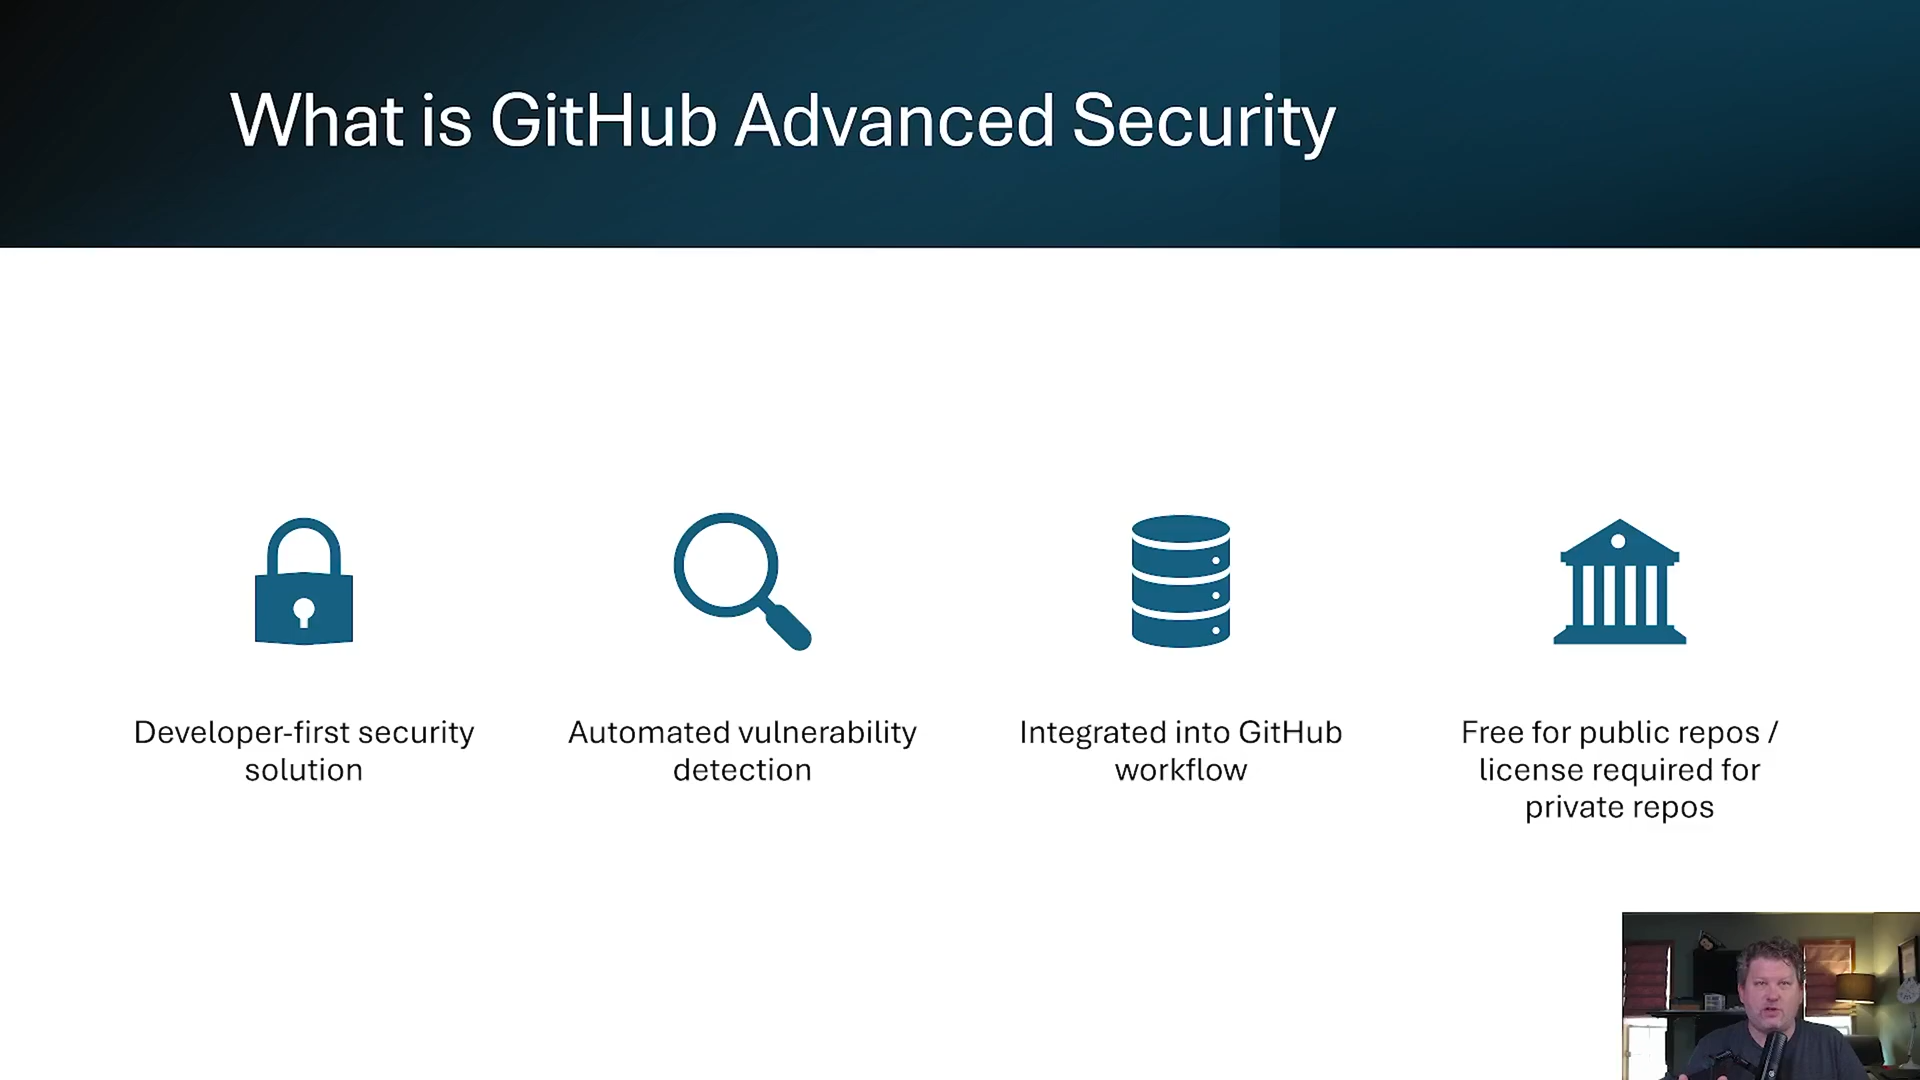 What is GitHub Advanced Security
Developer-first security
solution
Automated vulnerability
detection
Integrated into GitHub
workflow
Free for public repos /
license required for
private repos